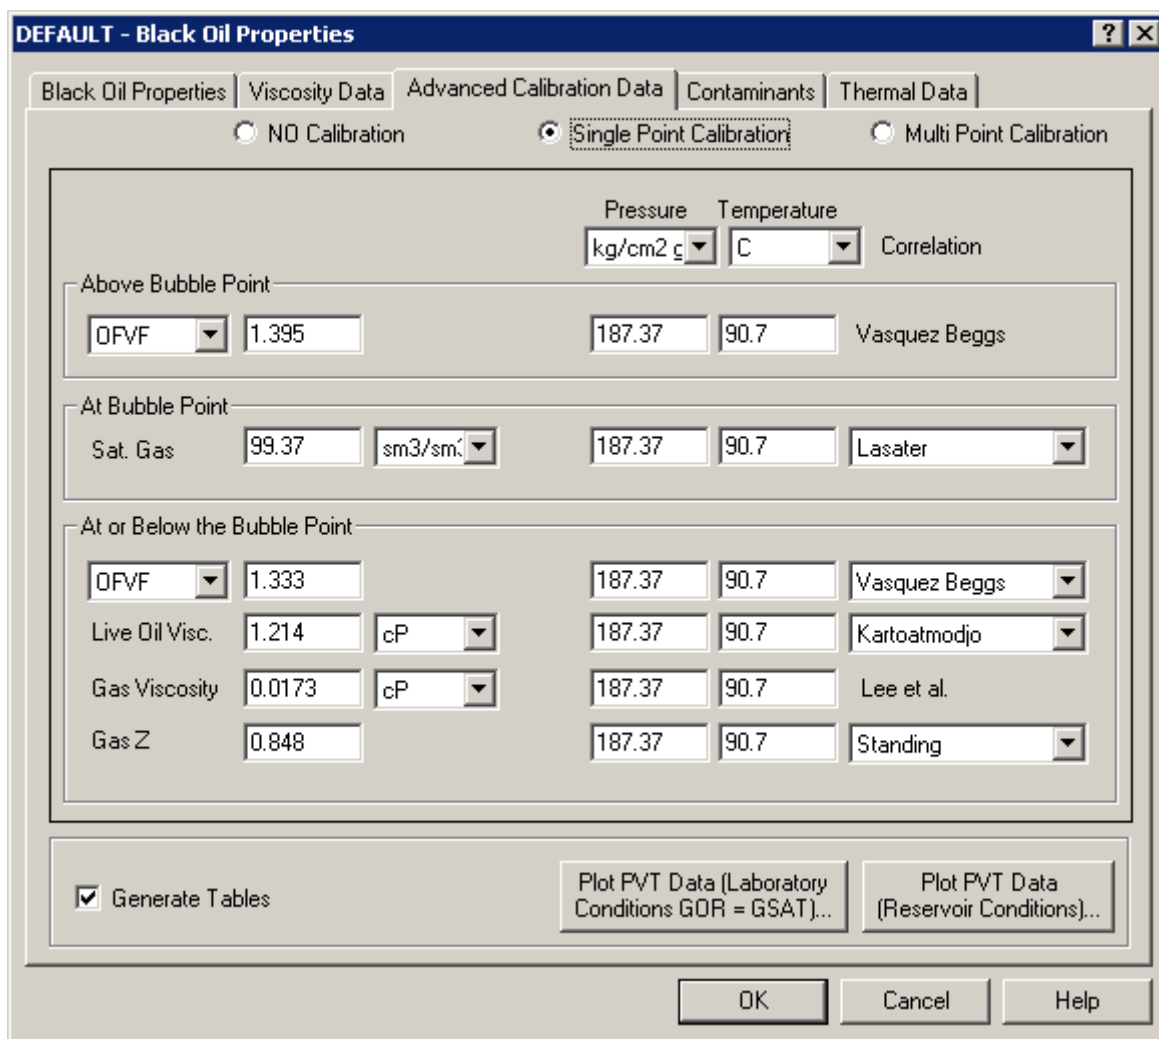 DEFAULT - Black Oil Properties
Black Oil Properties Viscosity Data Advanced Calibration Data Contaminants Thermal Data
NO Calibration Single Point Calibration Multi Point Calibration
Pressure Temperature
kg/cm2 g C Correlation
Above Bubble Point
OFVF 1.395 187.37 90.7 Vasquez Beggs
At Bubble Point
Sat. Gas 99.37 sm3/sm3 187.37 90.7 Lasater
At or Below the Bubble Point
OFVF 1.333 187.37 90.7 Vasquez Beggs
Live Oil Visc. 1.214 cP 187.37 90.7 Kartoatmodjo
Gas Viscosity 0.0173 cP 187.37 90.7 Lee et al.
Gas Z 0.848 187.37 90.7 Standing
Generate Tables
Plot PVT Data (Laboratory
Conditions GOR = GSAT)...
Plot PVT Data
(Reservoir Conditions)...
OK Cancel Help